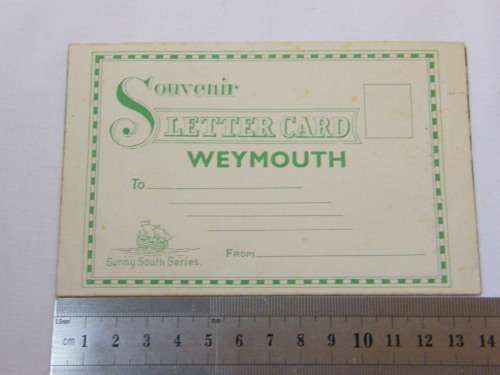 Souvenir
LETTER CARD
WEYMOUTH
To
From
Sunny South Series.
cm 1 2 3 4 5 6 7 8 9 10 11 12 13 14